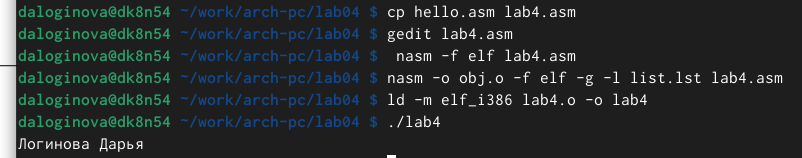 daloginova@dk8n54 ~/work/arch-pc/lab04 $ cp hello.asm lab4.asm
daloginova@dk8n54 ~/work/arch-pc/lab04 $ gedit lab4.asm
daloginova@dk8n54 ~/work/arch-pc/lab04 $  nasm -f elf lab4.asm
daloginova@dk8n54 ~/work/arch-pc/lab04 $ nasm -o obj.o -f elf -g -l list.lst lab4.asm
daloginova@dk8n54 ~/work/arch-pc/lab04 $ ld -m elf_i386 lab4.o -o lab4
daloginova@dk8n54 ~/work/arch-pc/lab04 $ ./lab4
Логинова Дарья